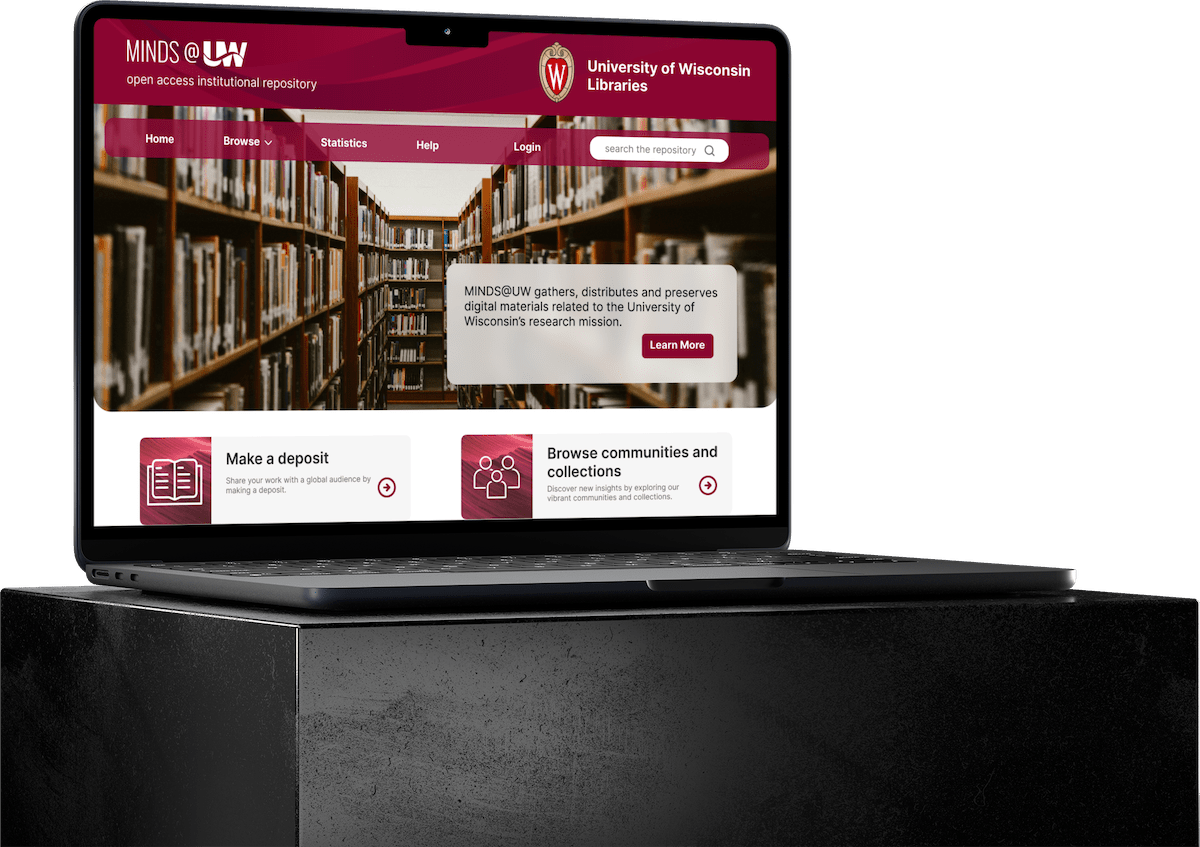 MINDS @ UW
open access institutional repository
W
University of Wisconsin
Libraries
Home Browse Statistics Help Login search the repository
MINDS@UW gathers, distributes and preserves
digital materials related to the University of
Wisconsin’s research mission.
Learn More
Make a deposit
Share your work with a global audience by
making a deposit.
Browse communities and
collections
Discover new insights by exploring our
vibrant communities and collections.